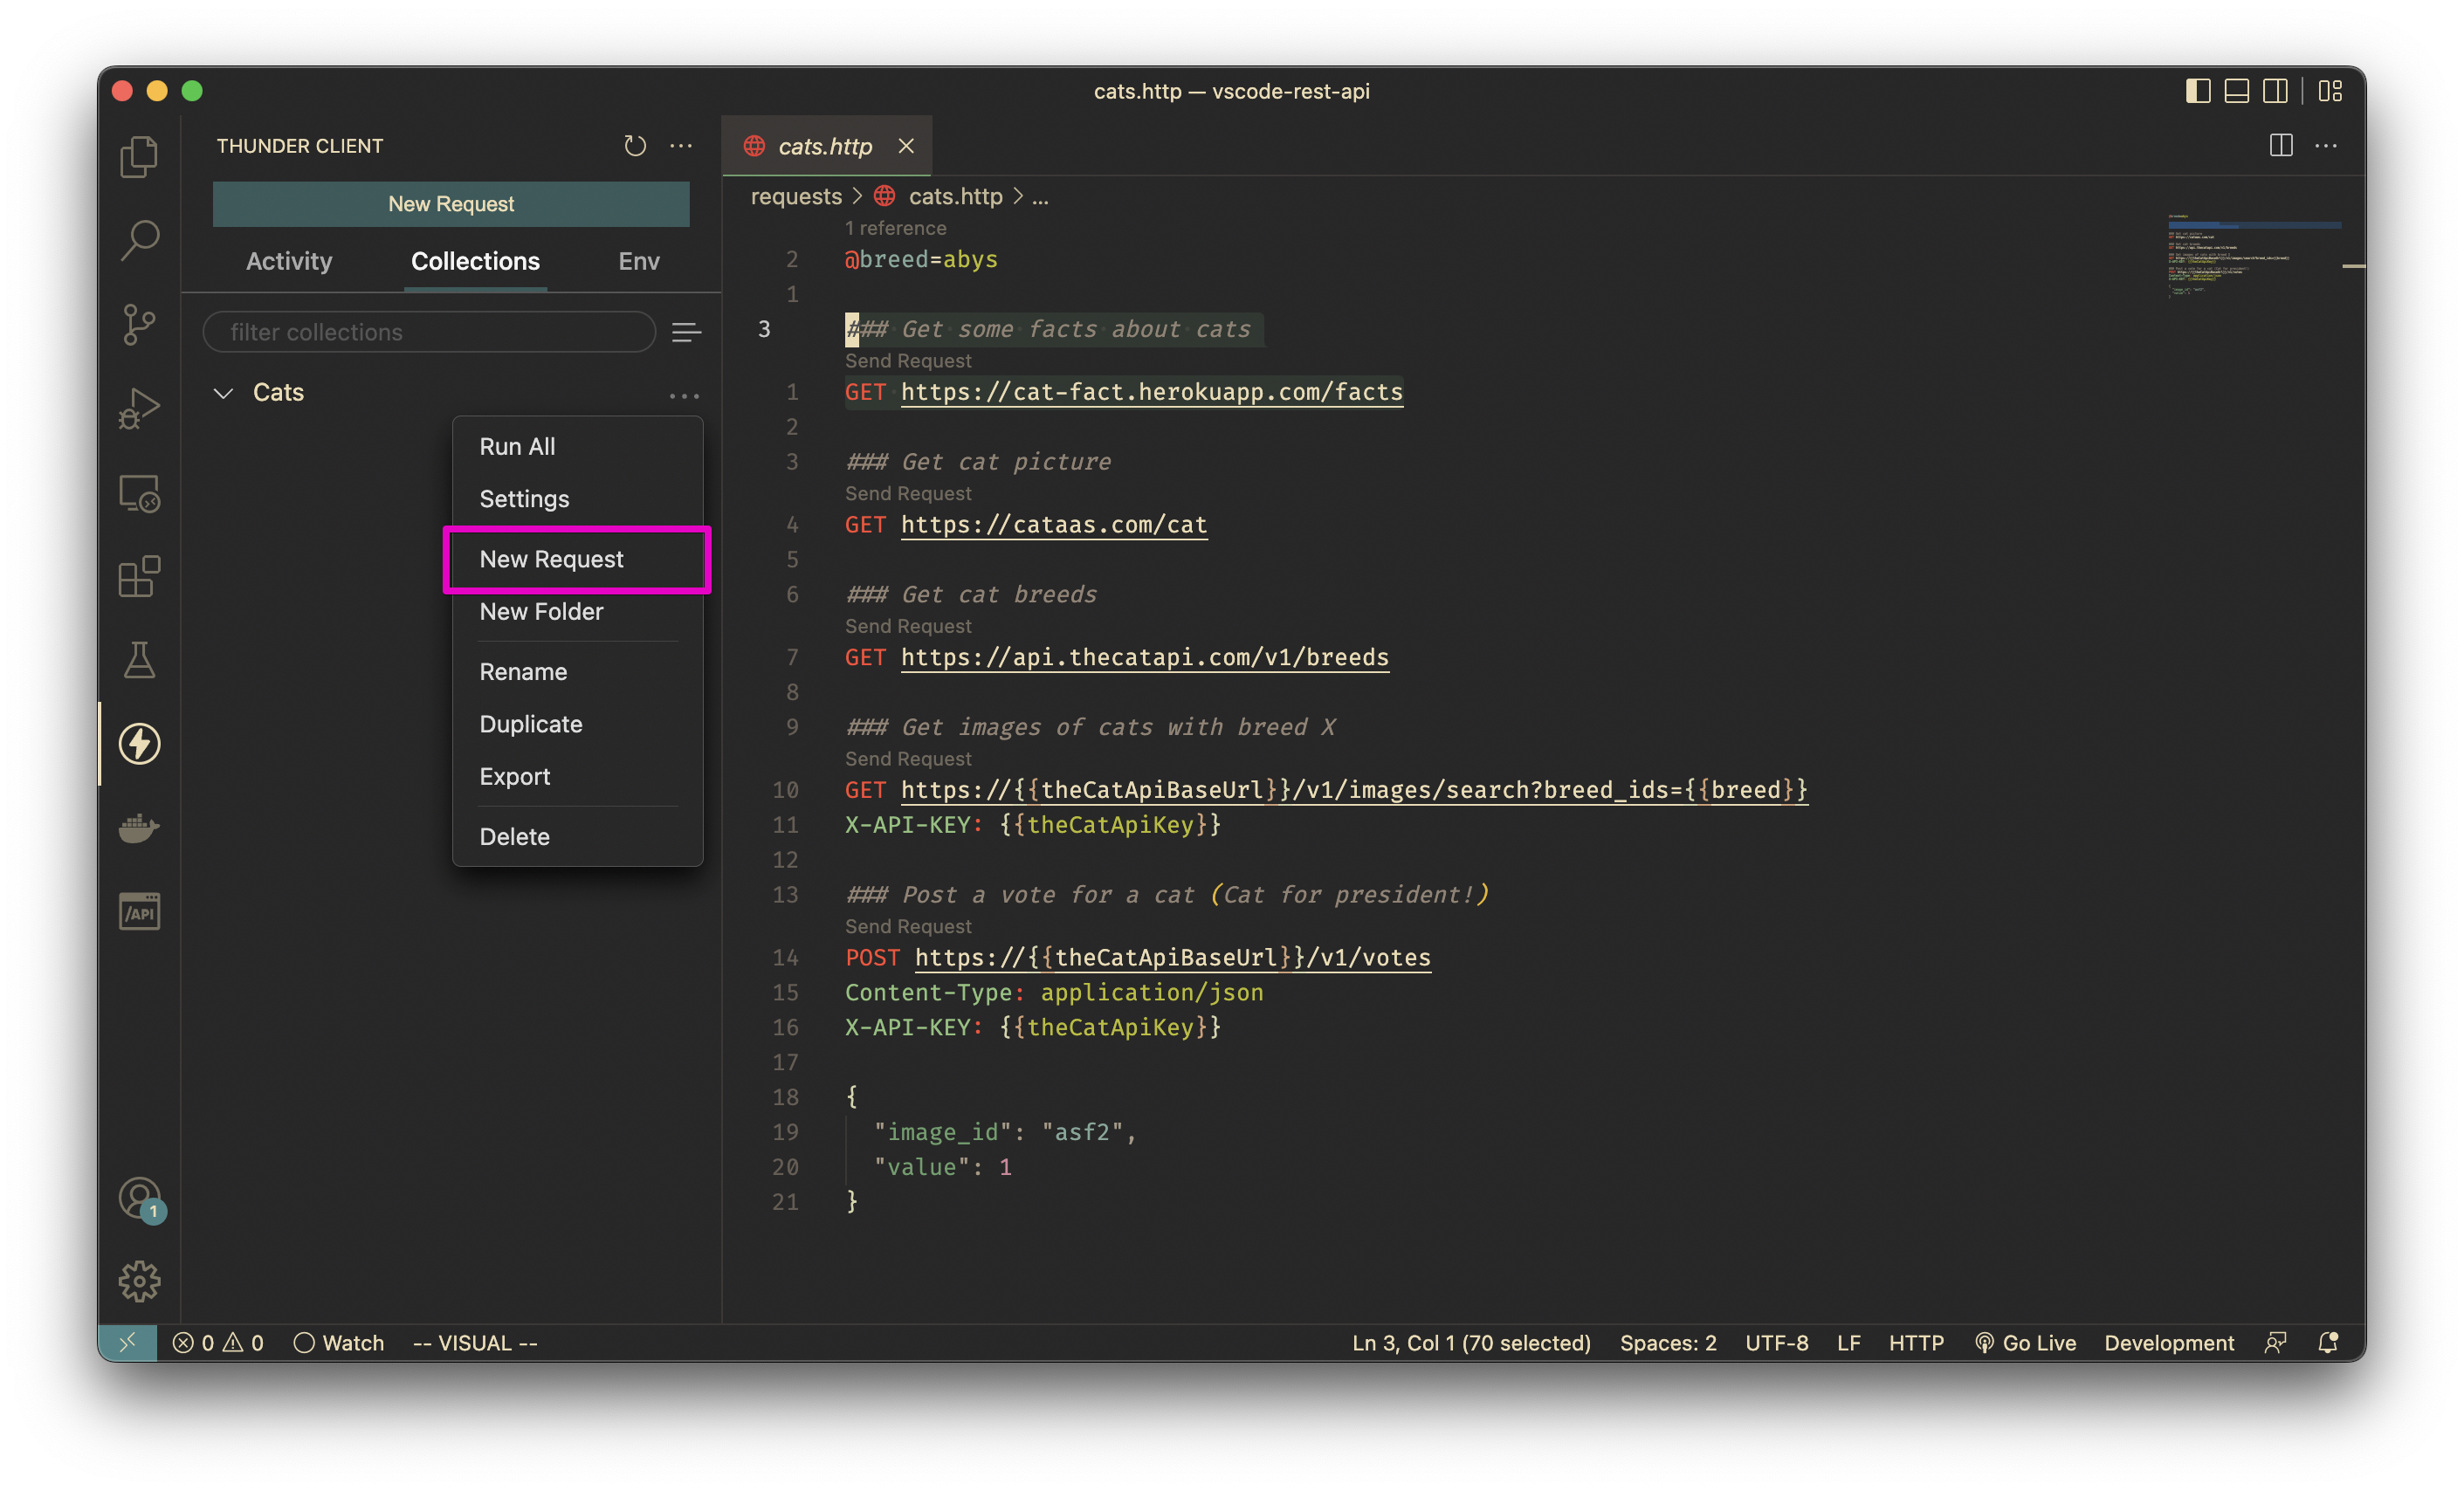 cats.http — vscode-rest-api
THUNDER CLIENT
New Request
Activity Collections Env
filter collections
Cats
Run All
Settings
New Request
New Folder
Rename
Duplicate
Export
Delete
/API
1
cats.http
requests > cats.http > ...
1 reference
2 @breed=abys
1
3 ### Get some facts about cats
Send Request
1 GET https://cat-fact.herokuapp.com/facts
2
3 ### Get cat picture
Send Request
4 GET https://cataas.com/cat
5
6 ### Get cat breeds
Send Request
7 GET https://api.thecatapi.com/v1/breeds
8
9 ### Get images of cats with breed X
Send Request
10 GET https://{{theCatApiBaseUrl}}/v1/images/search?breed_ids={{breed}}
11 X-API-KEY: {{theCatApiKey}}
12
13 ### Post a vote for a cat (Cat for president!)
Send Request
14 POST https://{{theCatApiBaseUrl}}/v1/votes
15 Content-Type: application/json
16 X-API-KEY: {{theCatApiKey}}
17
18 {
19 "image_id": "asf2",
20 "value": 1
21 }
0 0 Watch -- VISUAL -- Ln 3, Col 1 (70 selected) Spaces: 2 UTF-8 LF HTTP Go Live Development